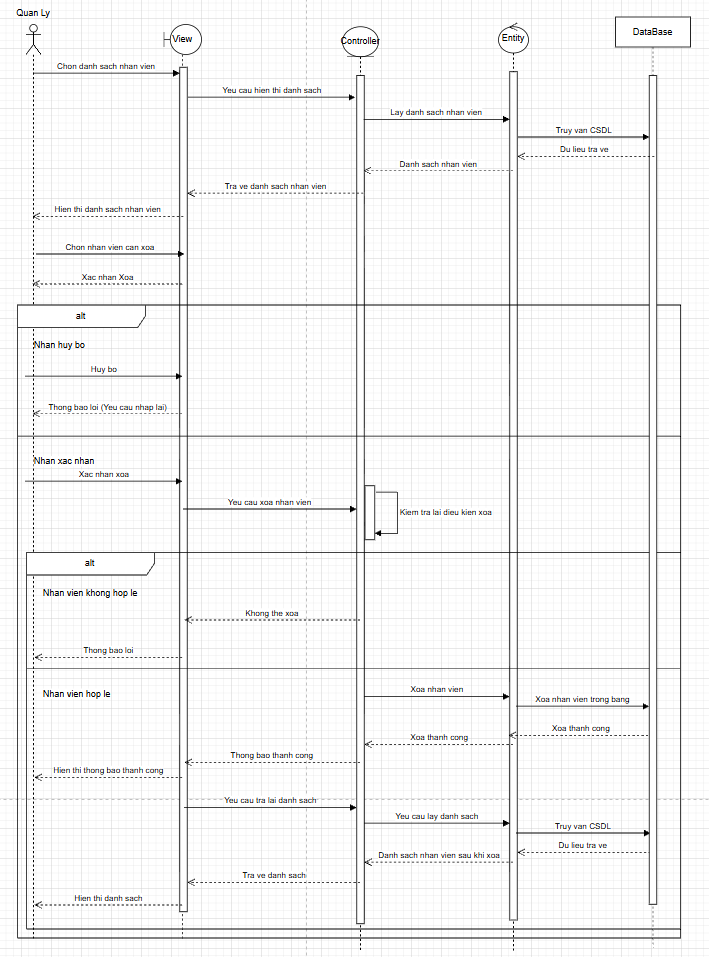 Quan Ly
View
Controller
Entity
DataBase
Chon danh sach nhan vien
Yeu cau hien thi danh sach
Lay danh sach nhan vien
Truy van CSDL
Du lieu tra ve
Danh sach nhan vien
Tra ve danh sach nhan vien
Hien thi danh sach nhan vien
Chon nhan vien can xoa
Xac nhan Xoa
alt
Nhan huy bo
Huy bo
Thong bao loi (Yeu cau nhap lai)
Nhan xac nhan
Xac nhan xoa
Yeu cau xoa nhan vien
Kiem tra lai dieu kien xoa
alt
Nhan vien khong hop le
Khong the xoa
Thong bao loi
Nhan vien hop le
Xoa nhan vien
Xoa nhan vien trong bang
Xoa thanh cong
Xoa thanh cong
Thong bao thanh cong
Hien thi thong bao thanh cong
Yeu cau tra lai danh sach
Yeu cau lay danh sach
Truy van CSDL
Du lieu tra ve
Danh sach nhan vien sau khi xoa
Tra ve danh sach
Hien thi danh sach